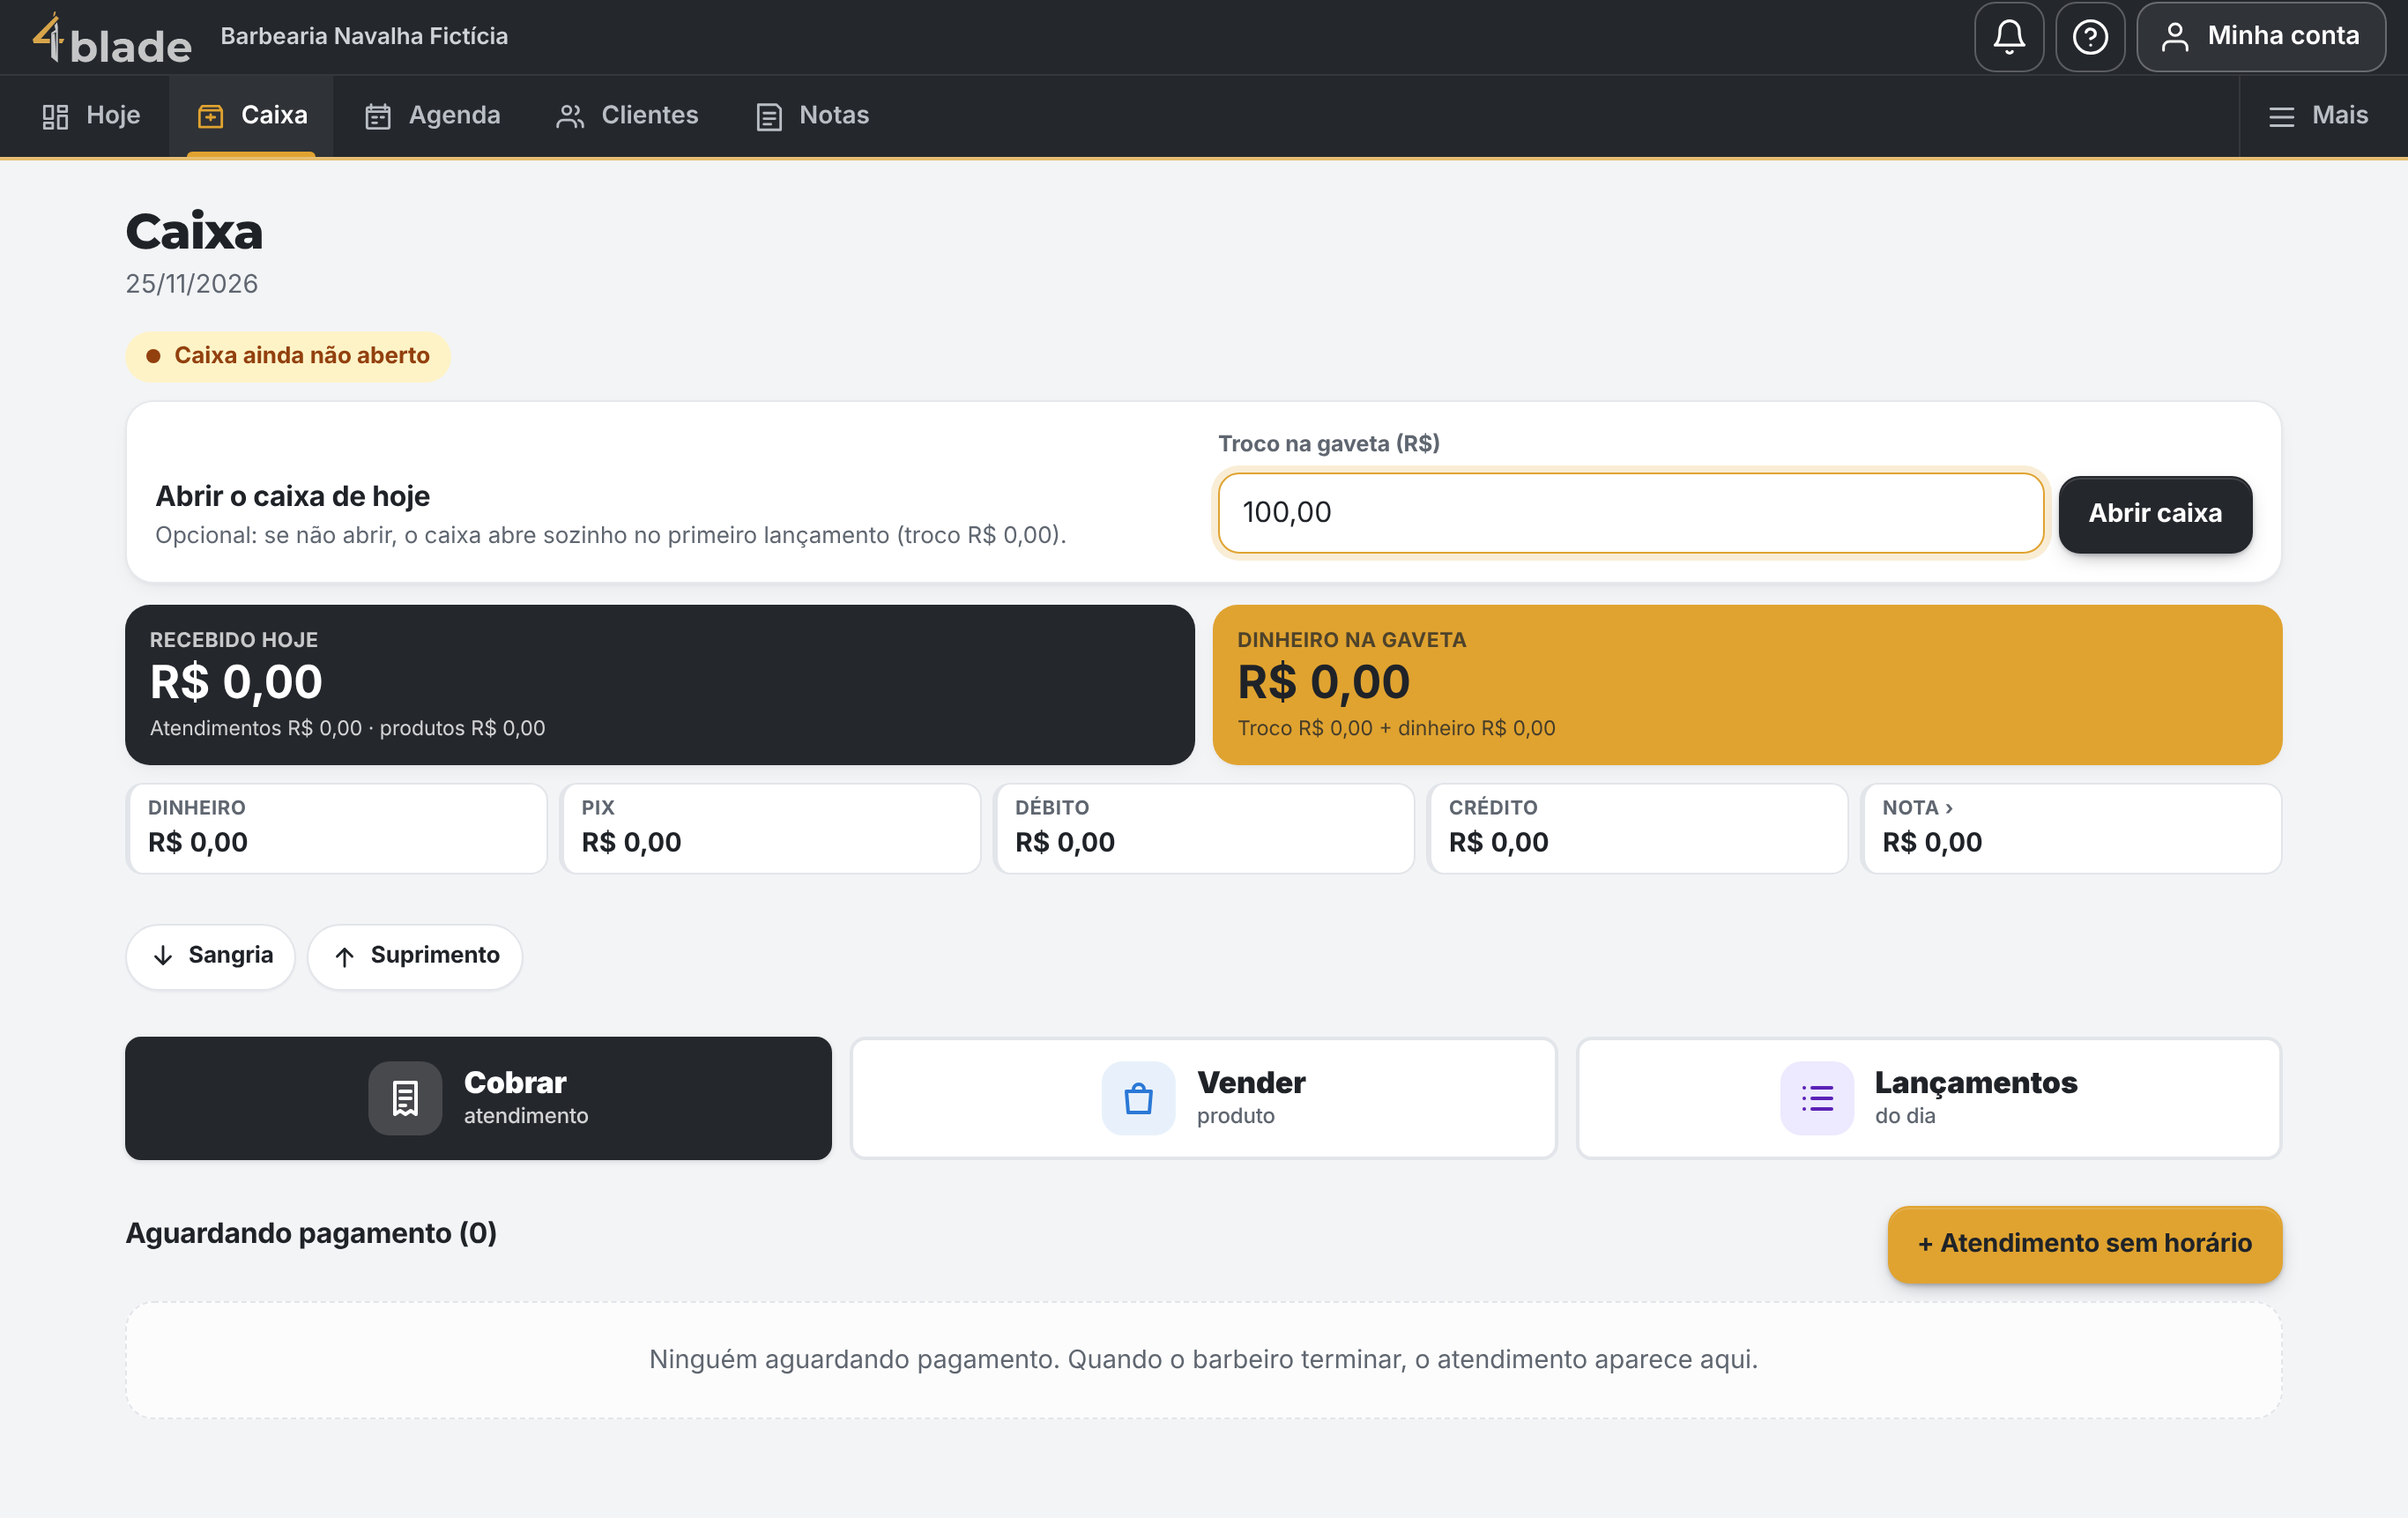 4blade
Barbearia Navalha Fictícia
Minha conta
Hoje
Caixa
Agenda
Clientes
Notas
Mais
Caixa
25/11/2026
Caixa ainda não aberto
Troco na gaveta (R$)
Abrir o caixa de hoje
Opcional: se não abrir, o caixa abre sozinho no primeiro lançamento (troco R$ 0,00).
100,00
Abrir caixa
RECEBIDO HOJE
R$ 0,00
Atendimentos R$ 0,00 · produtos R$ 0,00
DINHEIRO NA GAVETA
R$ 0,00
Troco R$ 0,00 + dinheiro R$ 0,00
DINHEIRO
R$ 0,00
PIX
R$ 0,00
DÉBITO
R$ 0,00
CRÉDITO
R$ 0,00
NOTA ›
R$ 0,00
Sangria
Suprimento
Cobrar
atendimento
Vender
produto
Lançamentos
do dia
Aguardando pagamento (0)
+ Atendimento sem horário
Ninguém aguardando pagamento. Quando o barbeiro terminar, o atendimento aparece aqui.